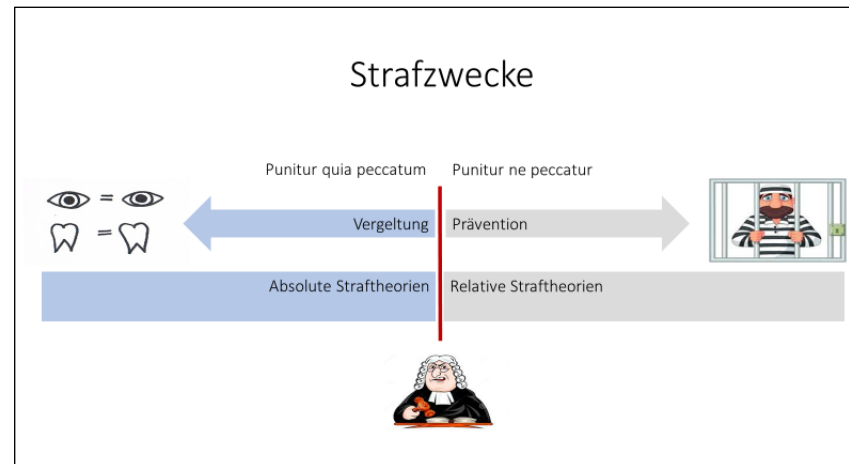 Strafzwecke
Punitur quia peccatum
Punitur ne peccatur
=
=
Vergeltung
Prävention
Absolute Straftheorien
Relative Straftheorien